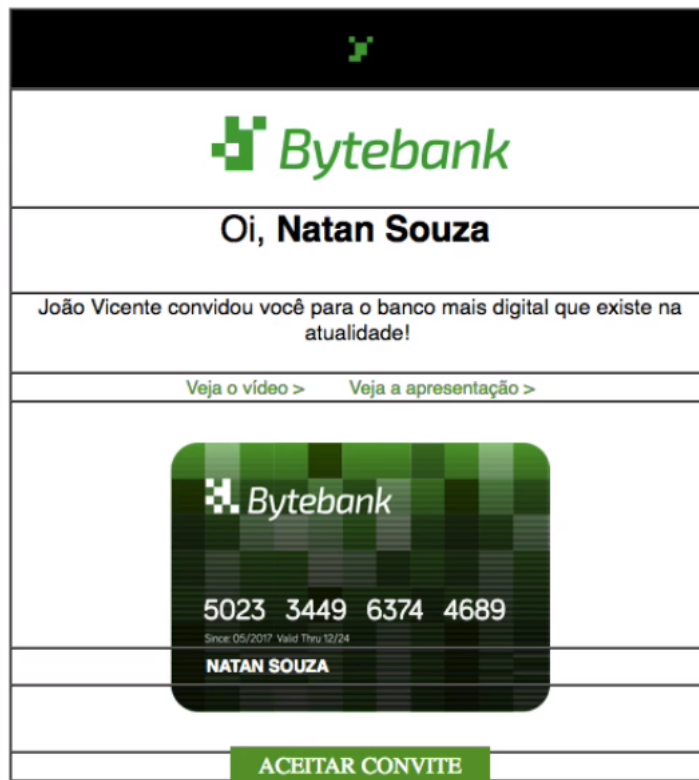 Bytebank
Oi, Natan Souza
João Vicente convidou você para o banco mais digital que existe na
atualidade!
Veja o vídeo > Veja a apresentação >
Bytebank
5023 3449 6374 4689
Since: 05/2017 Valid Thru 12/24
NATAN SOUZA
ACEITAR CONVITE